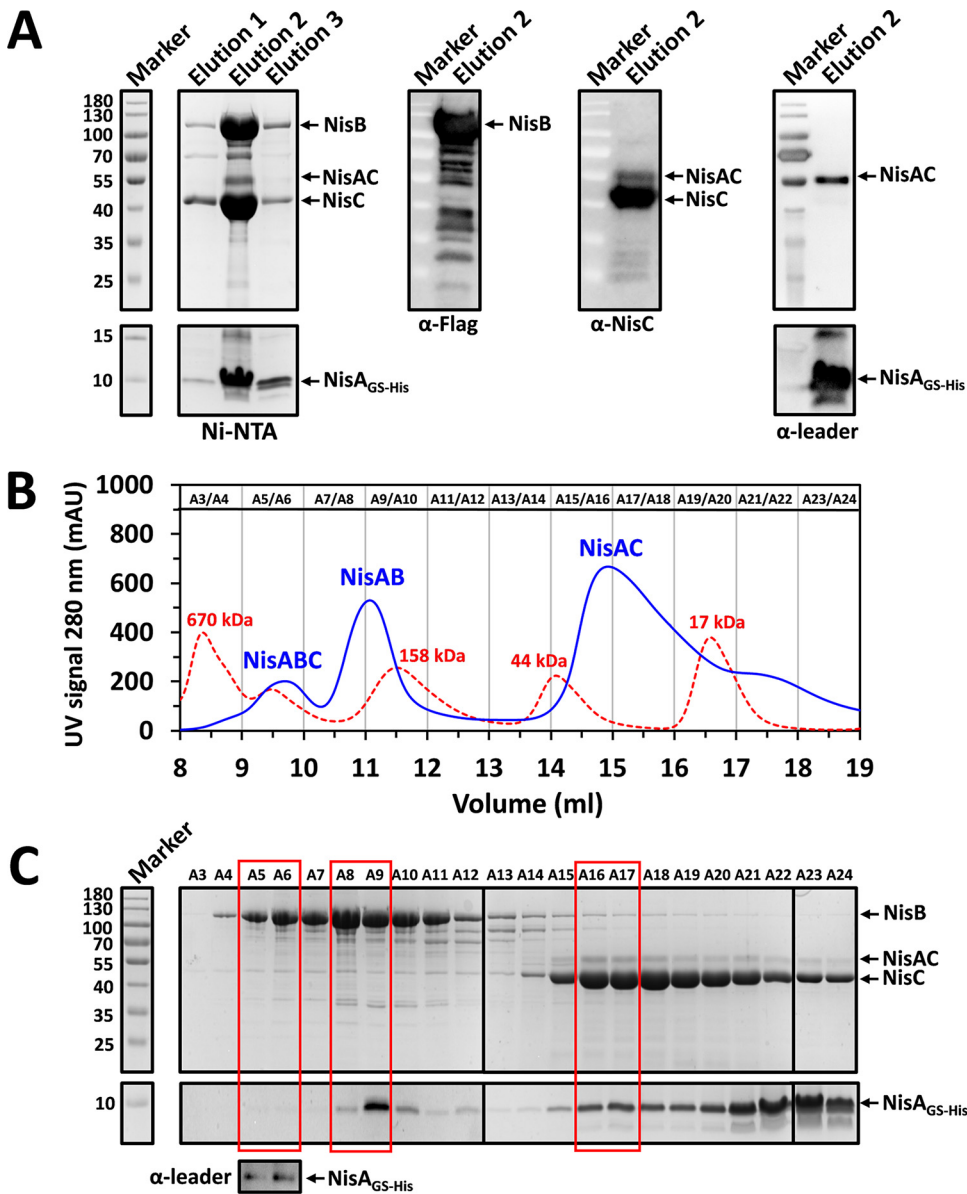 A
Marker
Elution 1
Elution 2
Elution 3
180
130
100
70
55
40
35
25
15
10
NisB
NisAC
NisC
NisA_GS-His
Ni-NTA
Marker
Elution 2
NisB
α-Flag
Marker
Elution 2
NisAC
NisC
α-NisC
Marker
Elution 2
NisAC
NisA_GS-His
α-leader
B
UV signal 280 nm (mAU)
1000
800
600
400
200
0
A3/A4 A5/A6 A7/A8 A9/A10 A11/A12 A13/A14 A15/A16 A17/A18 A19/A20 A21/A22 A23/A24
670 kDa
NisABC
NisAB
158 kDa
44 kDa
NisAC
17 kDa
8 9 10 11 12 13 14 15 16 17 18 19
Volume (ml)
C
Marker
A3 A4 A5 A6 A7 A8 A9 A10 A11 A12 A13 A14 A15 A16 A17 A18 A19 A20 A21 A22 A23 A24
180
130
100
70
55
40
35
25
10
NisB
NisAC
NisC
NisA_GS-His
α-leader
NisA_GS-His